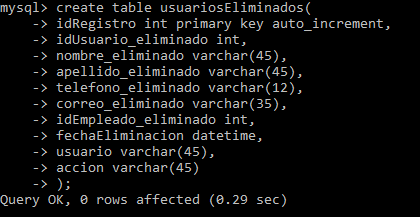 mysql> create table usuariosEliminados(
    -> idRegistro int primary key auto_increment,
    -> idUsuario_eliminado int,
    -> nombre_eliminado varchar(45),
    -> apellido_eliminado varchar(45),
    -> telefono_eliminado varchar(12),
    -> correo_eliminado varchar(35),
    -> idEmpleado_eliminado int,
    -> fechaEliminacion datetime,
    -> usuario varchar(45),
    -> accion varchar(45)
    -> );
Query OK, 0 rows affected (0.29 sec)